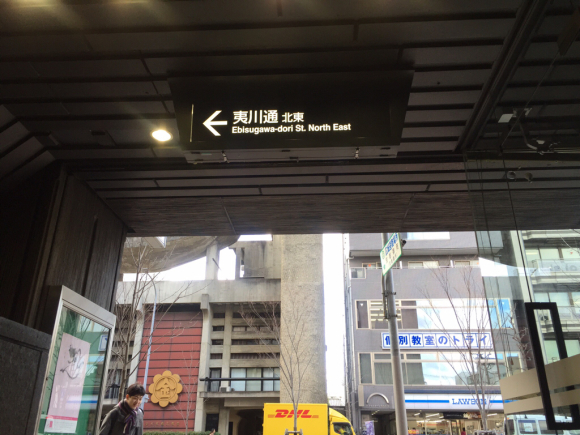 ← 夷川通 北東
Ebisugawa-dori St. North East
個別教室のトライ
LAWSON
DHL